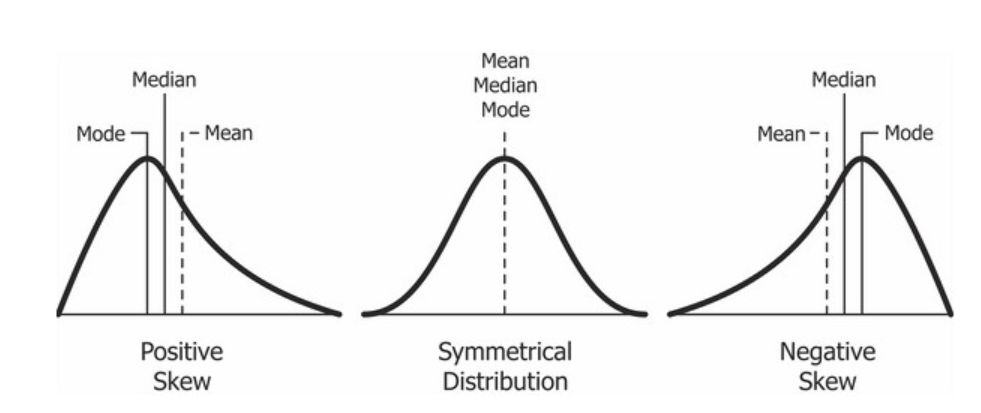 Median
Mode
Mean
Positive
Skew
Mean
Median
Mode
Symmetrical
Distribution
Median
Mean
Mode
Negative
Skew